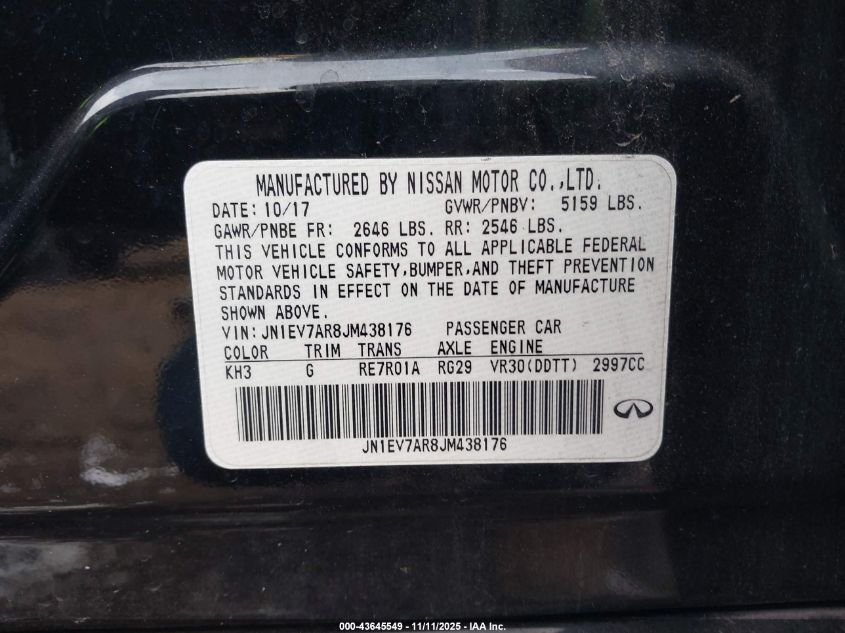 MANUFACTURED BY NISSAN MOTOR CO.,LTD.
DATE: 10/17 GVWR/PNBV: 5159 LBS.
GAWR/PNBE FR: 2646 LBS. RR: 2546 LBS.
THIS VEHICLE CONFORMS TO ALL APPLICABLE FEDERAL
MOTOR VEHICLE SAFETY,BUMPER,AND THEFT PREVENTION
STANDARDS IN EFFECT ON THE DATE OF MANUFACTURE
SHOWN ABOVE.
VIN: JN1EV7AR8JM438176 PASSENGER CAR
COLOR TRIM TRANS AXLE ENGINE
KH3 G RE7R01A RG29 VR30(DDTT) 2997CC
JN1EV7AR8JM438176
000-43645549 - 11/11/2025 - IAA Inc.